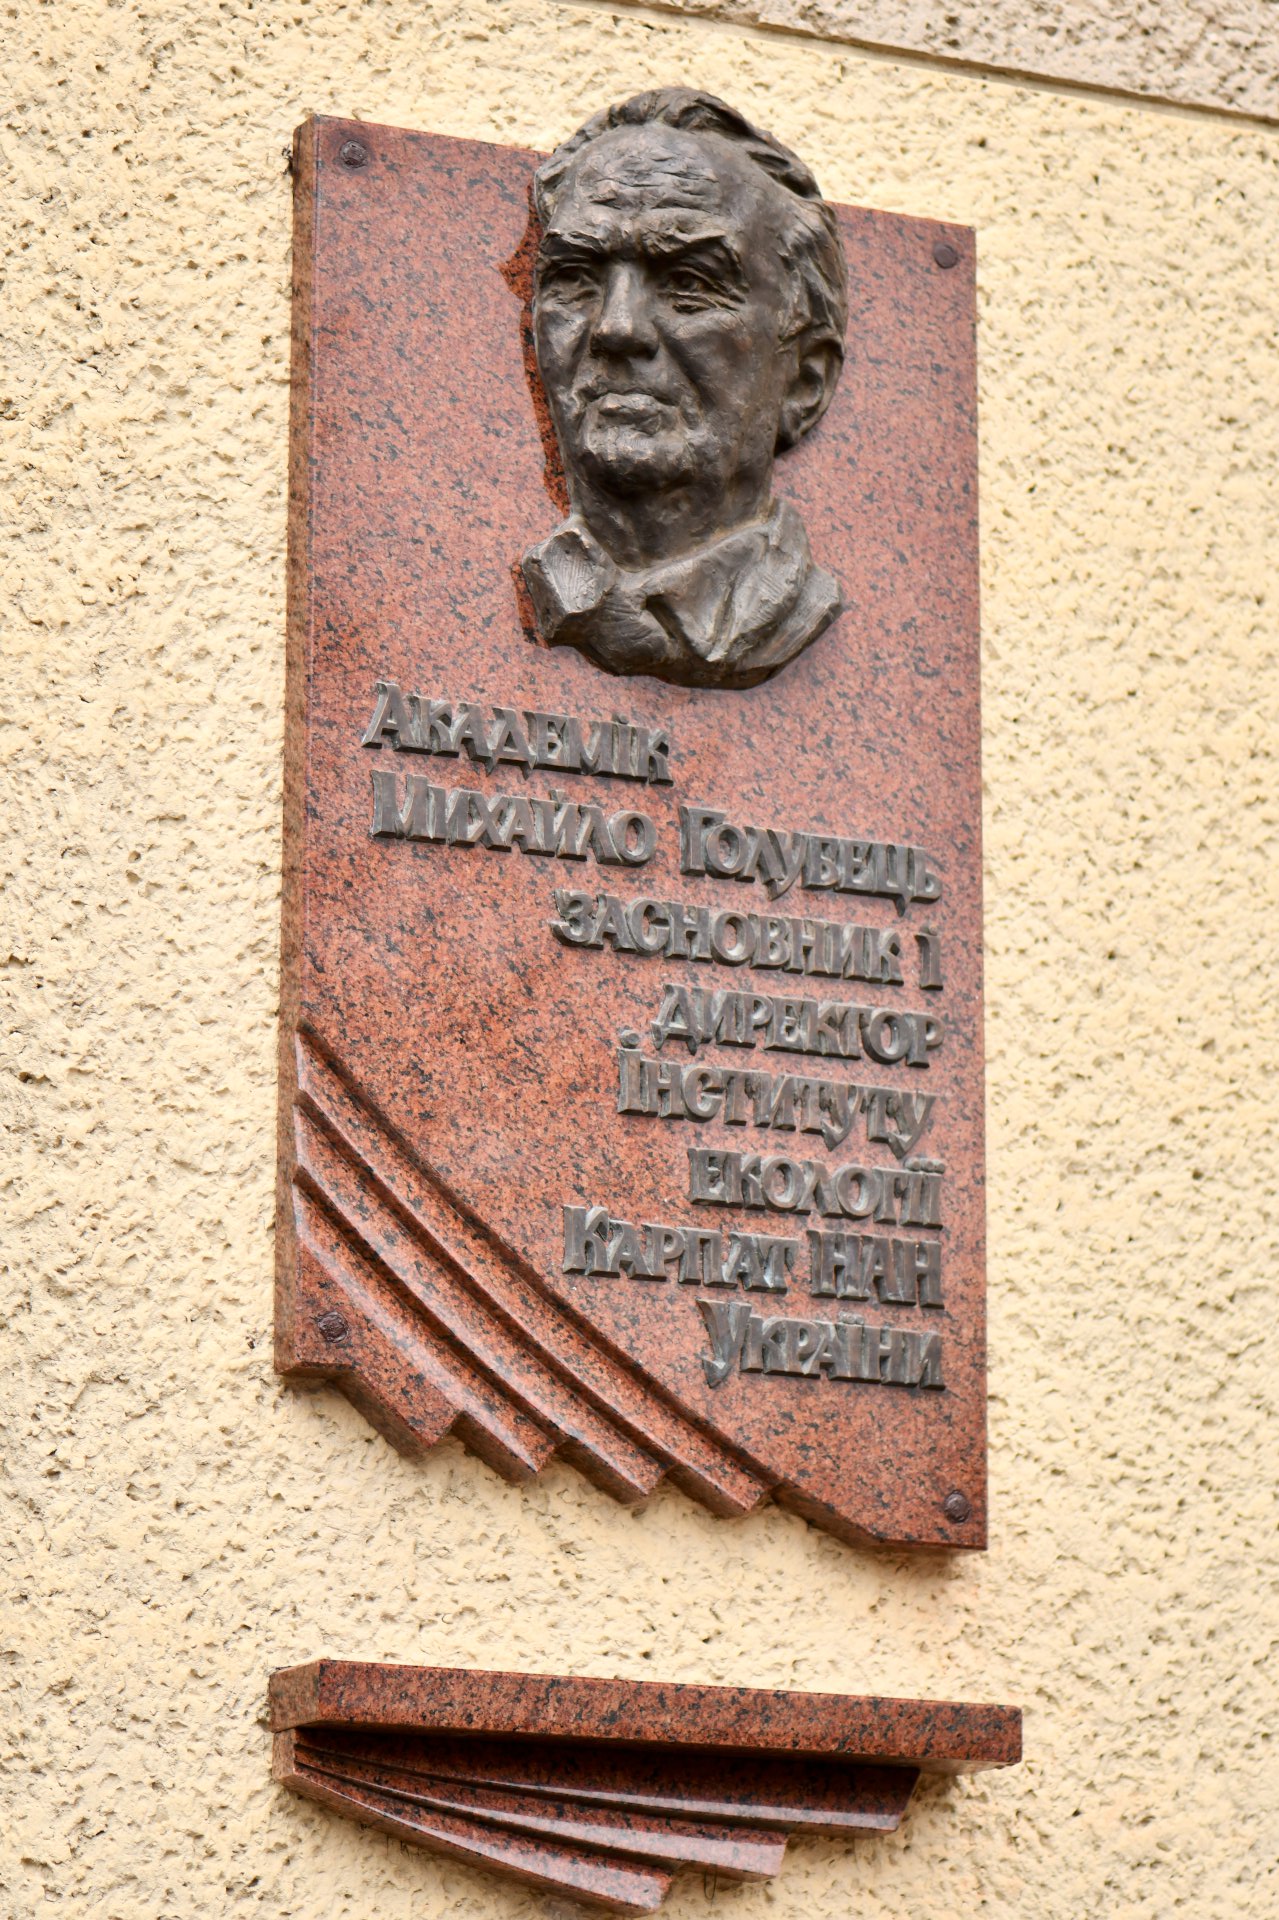 Академік
Михайло Голубець
засновник і
директор
інституту
екології
Карпат НАН
України